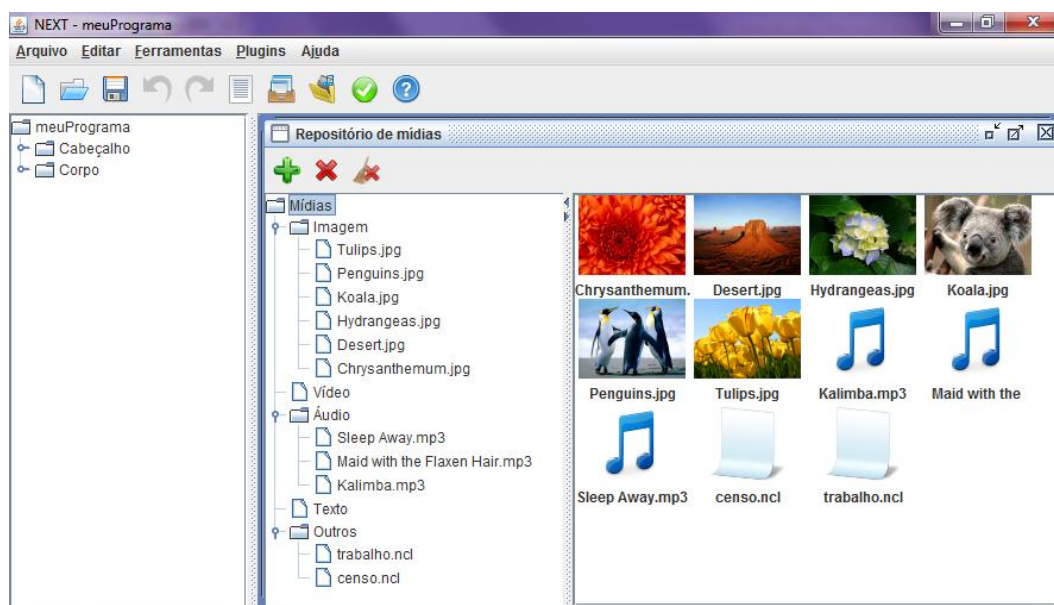 NEXT - meuPrograma
Arquivo Editar Ferramentas Plugins Ajuda
meuPrograma
Cabeçalho
Corpo
Repositório de mídias
Mídias
Imagem
Tulips.jpg
Penguins.jpg
Koala.jpg
Hydrangeas.jpg
Desert.jpg
Chrysanthemum.jpg
Vídeo
Áudio
Sleep Away.mp3
Maid with the Flaxen Hair.mp3
Kalimba.mp3
Texto
Outros
trabalho.ncl
censo.ncl
Chrysanthemum. Desert.jpg Hydrangeas.jpg Koala.jpg
Penguins.jpg Tulips.jpg Kalimba.mp3 Maid with the
Sleep Away.mp3 censo.ncl trabalho.ncl